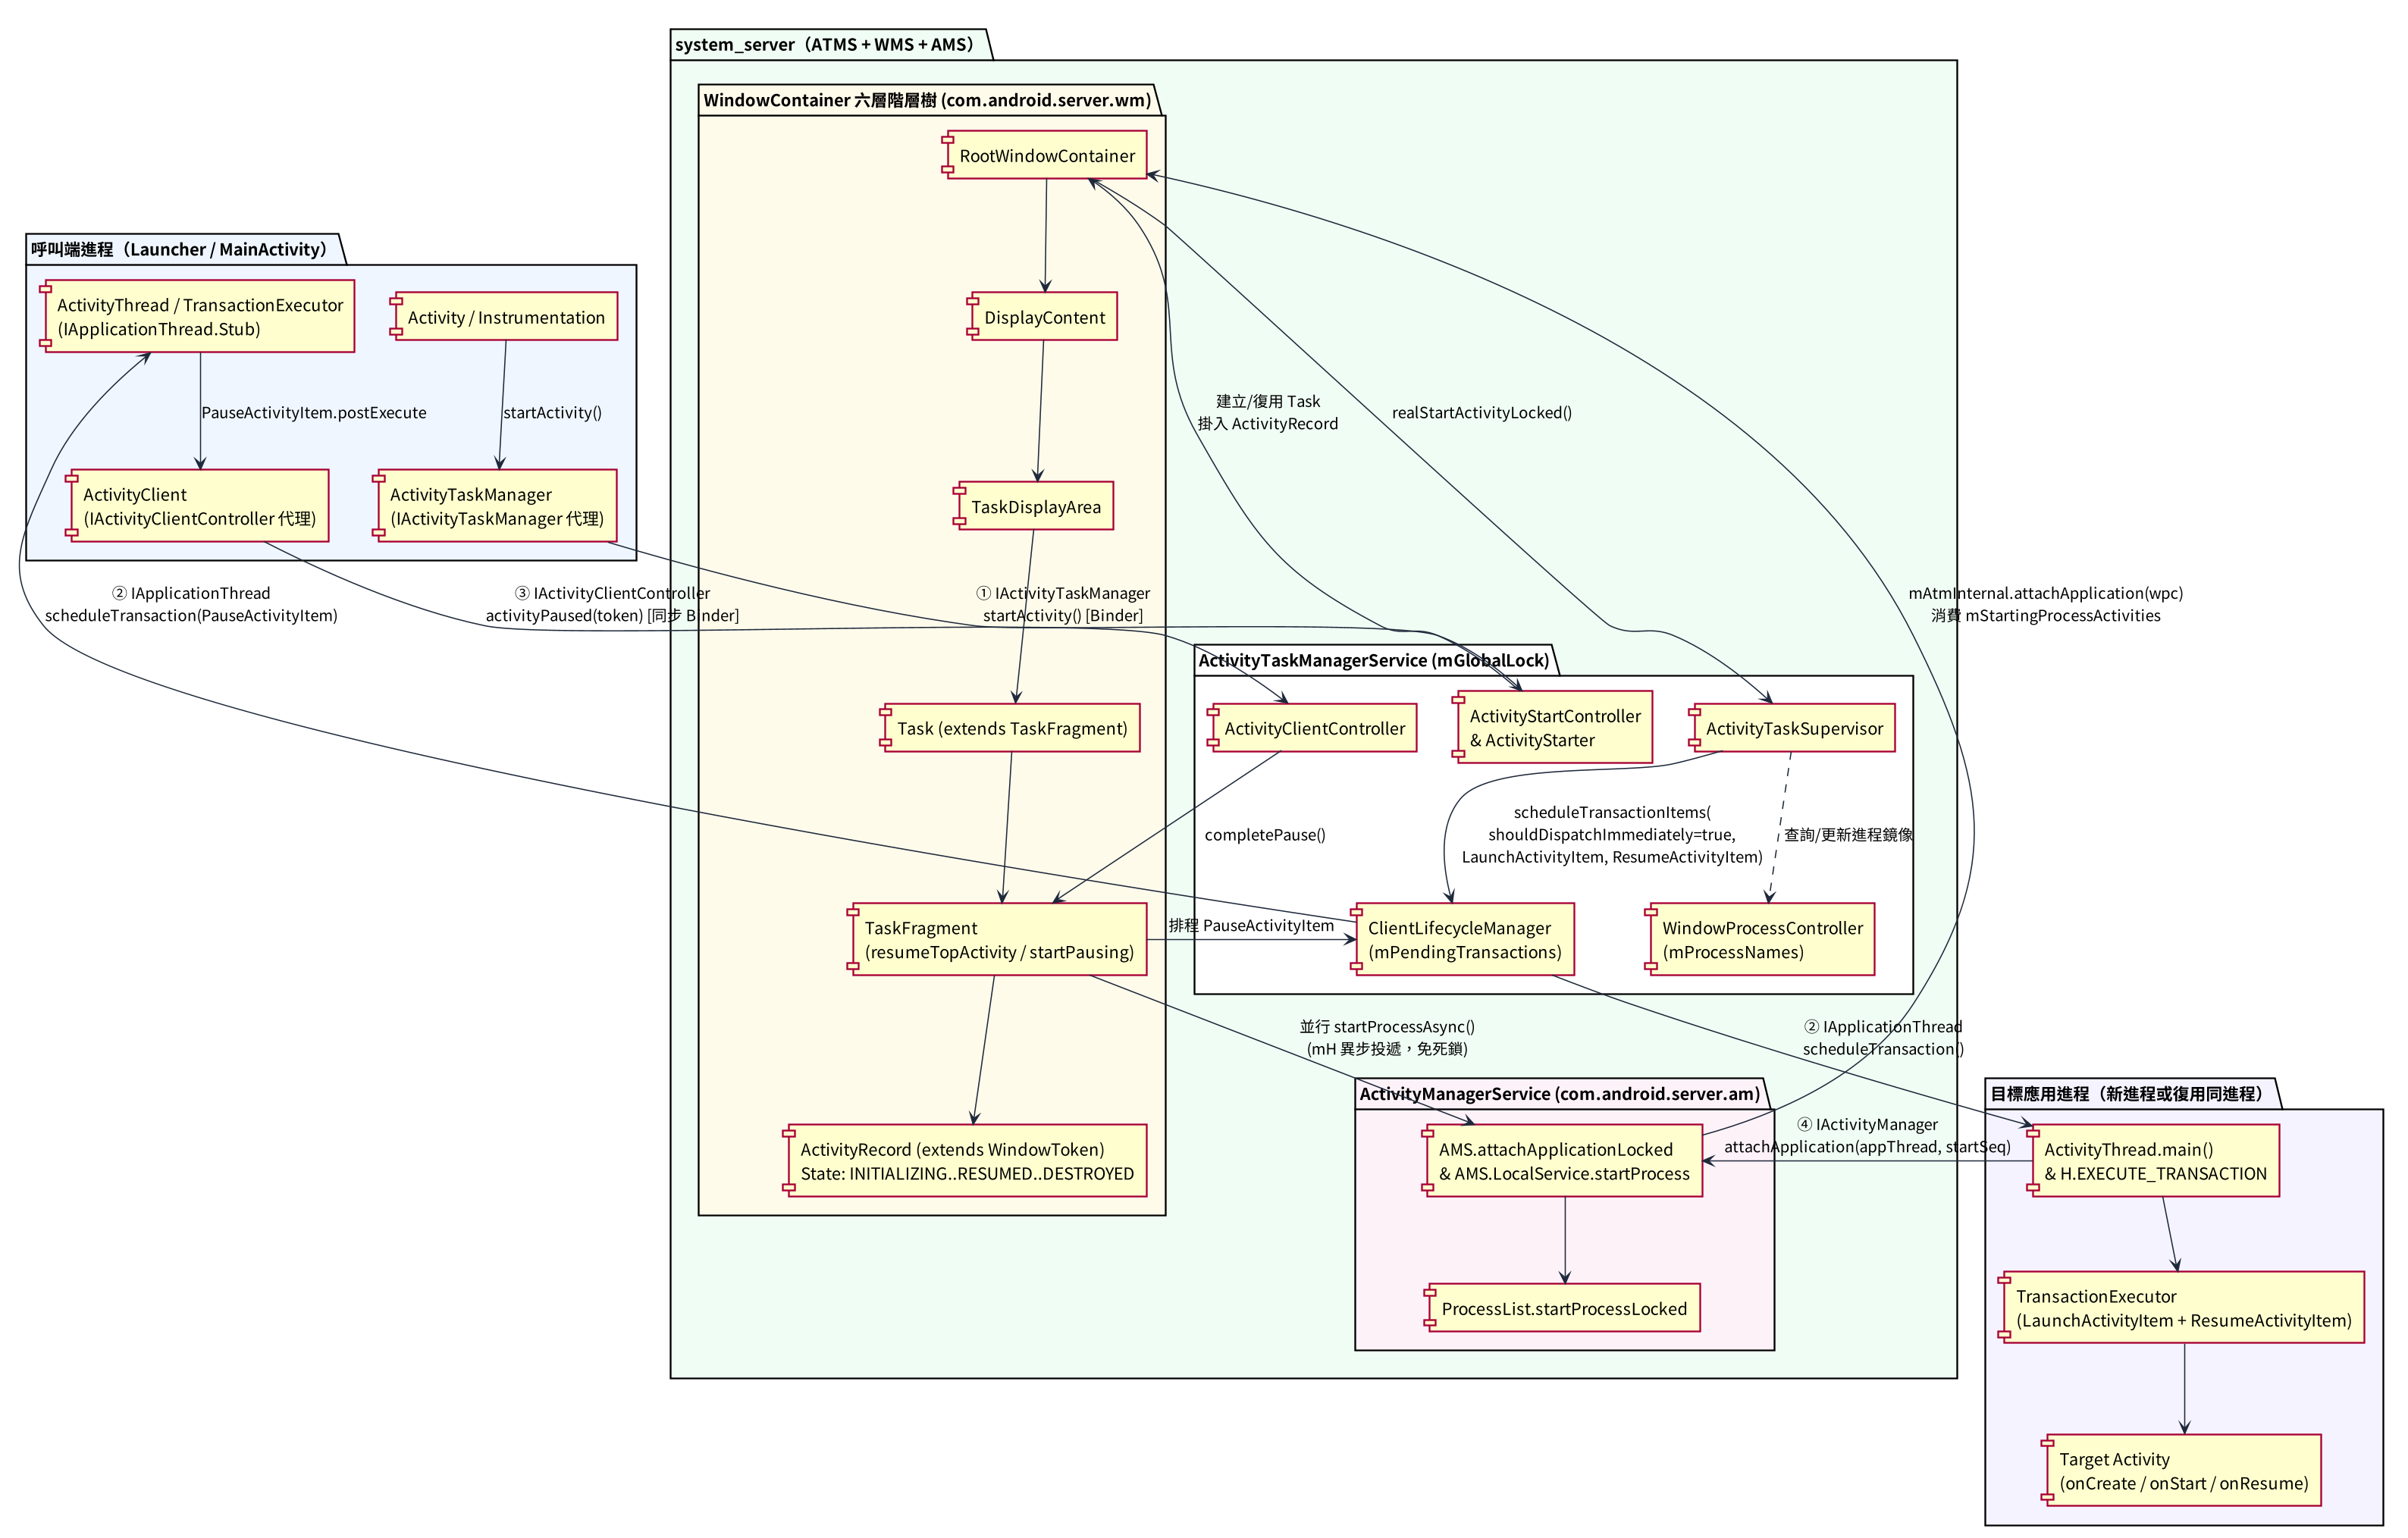 system_server（ATMS + WMS + AMS）
WindowContainer 六層階層樹 (com.android.server.wm)
RootWindowContainer
呼叫端進程（Launcher / MainActivity）
ActivityThread / TransactionExecutor
(IApplicationThread.Stub)
Activity / Instrumentation
DisplayContent
PauseActivityItem.postExecute
startActivity()
建立/復用 Task
掛入 ActivityRecord
realStartActivityLocked()
ActivityClient
(IActivityClientController 代理)
ActivityTaskManager
(IActivityTaskManager 代理)
TaskDisplayArea
② IApplicationThread
scheduleTransaction(PauseActivityItem)
③ IActivityClientController
activityPaused(token) [同步 Binder]
① IActivityTaskManager
startActivity() [Binder]
mAtmInternal.attachApplication(wpc)
消費 mStartingProcessActivities
ActivityTaskManagerService (mGlobalLock)
Task (extends TaskFragment)
ActivityClientController
ActivityStartController
& ActivityStarter
ActivityTaskSupervisor
completePause()
scheduleTransactionItems(
shouldDispatchImmediately=true,
LaunchActivityItem, ResumeActivityItem)
查詢/更新進程鏡像
TaskFragment
(resumeTopActivity / startPausing)
排程 PauseActivityItem
ClientLifecycleManager
(mPendingTransactions)
WindowProcessController
(mProcessNames)
並行 startProcessAsync()
(mH 異步投遞，免死鎖)
② IApplicationThread
scheduleTransaction()
ActivityManagerService (com.android.server.am)
目標應用進程（新進程或復用同進程）
ActivityRecord (extends WindowToken)
State: INITIALIZING..RESUMED..DESTROYED
AMS.attachApplicationLocked
& AMS.LocalService.startProcess
④ IActivityManager
attachApplication(appThread, startSeq)
ActivityThread.main()
& H.EXECUTE_TRANSACTION
ProcessList.startProcessLocked
TransactionExecutor
(LaunchActivityItem + ResumeActivityItem)
Target Activity
(onCreate / onStart / onResume)